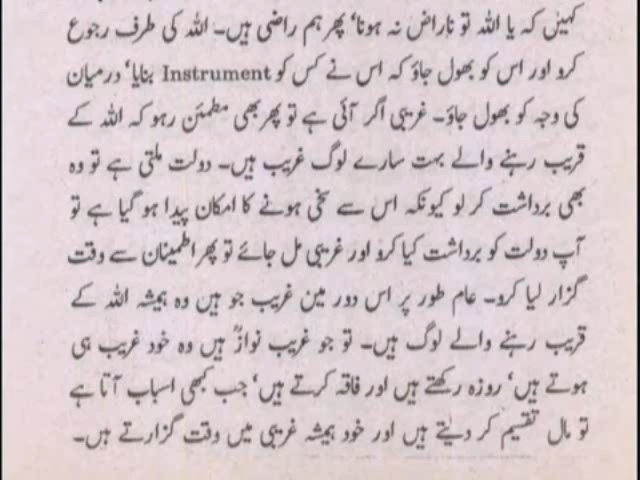 کہیں کہ یا اللہ تو ناراض نہ ہونا‘ پھر ہم راضی ہیں۔ اللہ کی طرف رجوع
کرو اور اس کو بھول جاؤ کہ اس نے کس کو Instrument بنایا‘ درمیان
کی وجہ کو بھول جاؤ۔ غریبی اگر آئی ہے تو پھر بھی مطمئن رہو کہ اللہ کے
قریب رہنے والے بہت سارے لوگ غریب ہیں۔ دولت ملتی ہے تو وہ
بھی برداشت کر لو کیونکہ اس سے سخی ہونے کا امکان پیدا ہو گیا ہے تو
آپ دولت کو برداشت کیا کرو اور غریبی مل جائے تو پھر اطمینان سے وقت
گزار لیا کرو۔ عام طور پر اس دور مین غریب جو ہیں وہ ہمیشہ اللہ کے
قریب رہنے والے لوگ ہیں۔ تو جو غریب نوازؒ ہیں وہ خود غریب ہی
ہوتے ہیں‘ روزہ رکھتے ہیں اور فاقہ کرتے ہیں‘ جب کبھی اسباب آتا ہے
تو مال تقسیم کر دیتے ہیں اور خود ہمیشہ غریبی میں وقت گزارتے ہیں۔